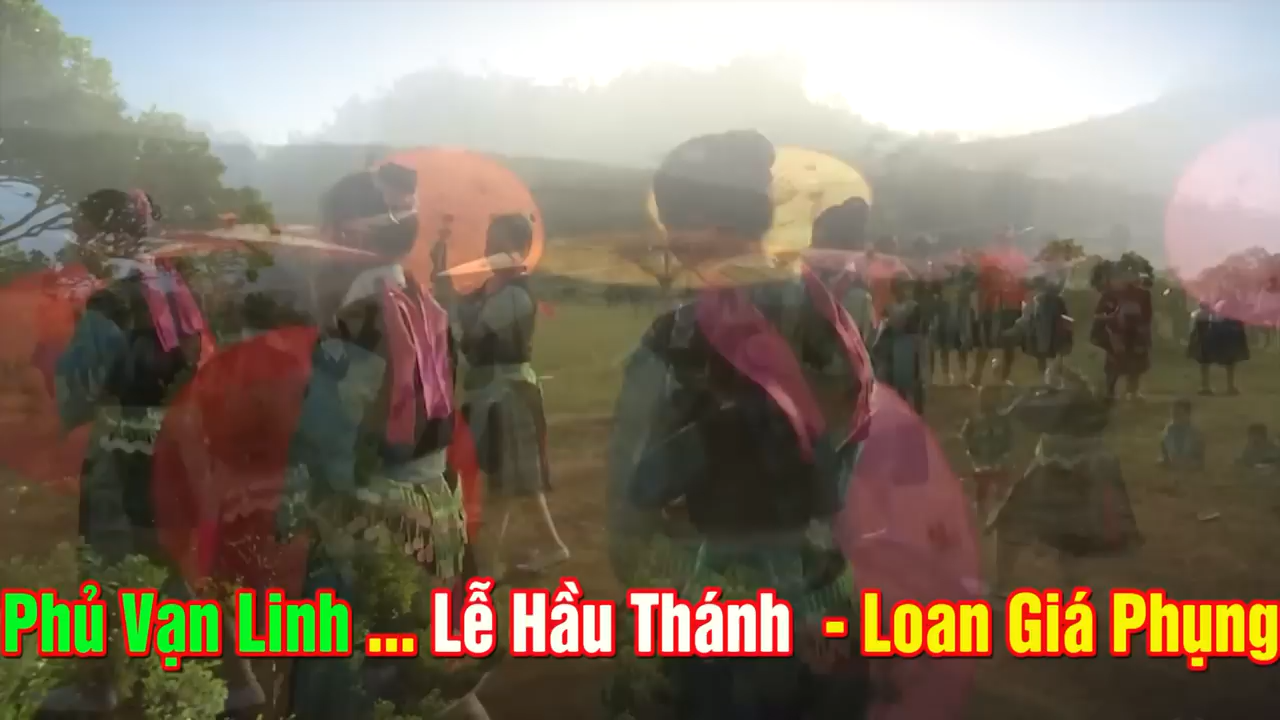 Phủ Vạn Linh ... Lễ Hầu Thánh - Loan Giá Phụng